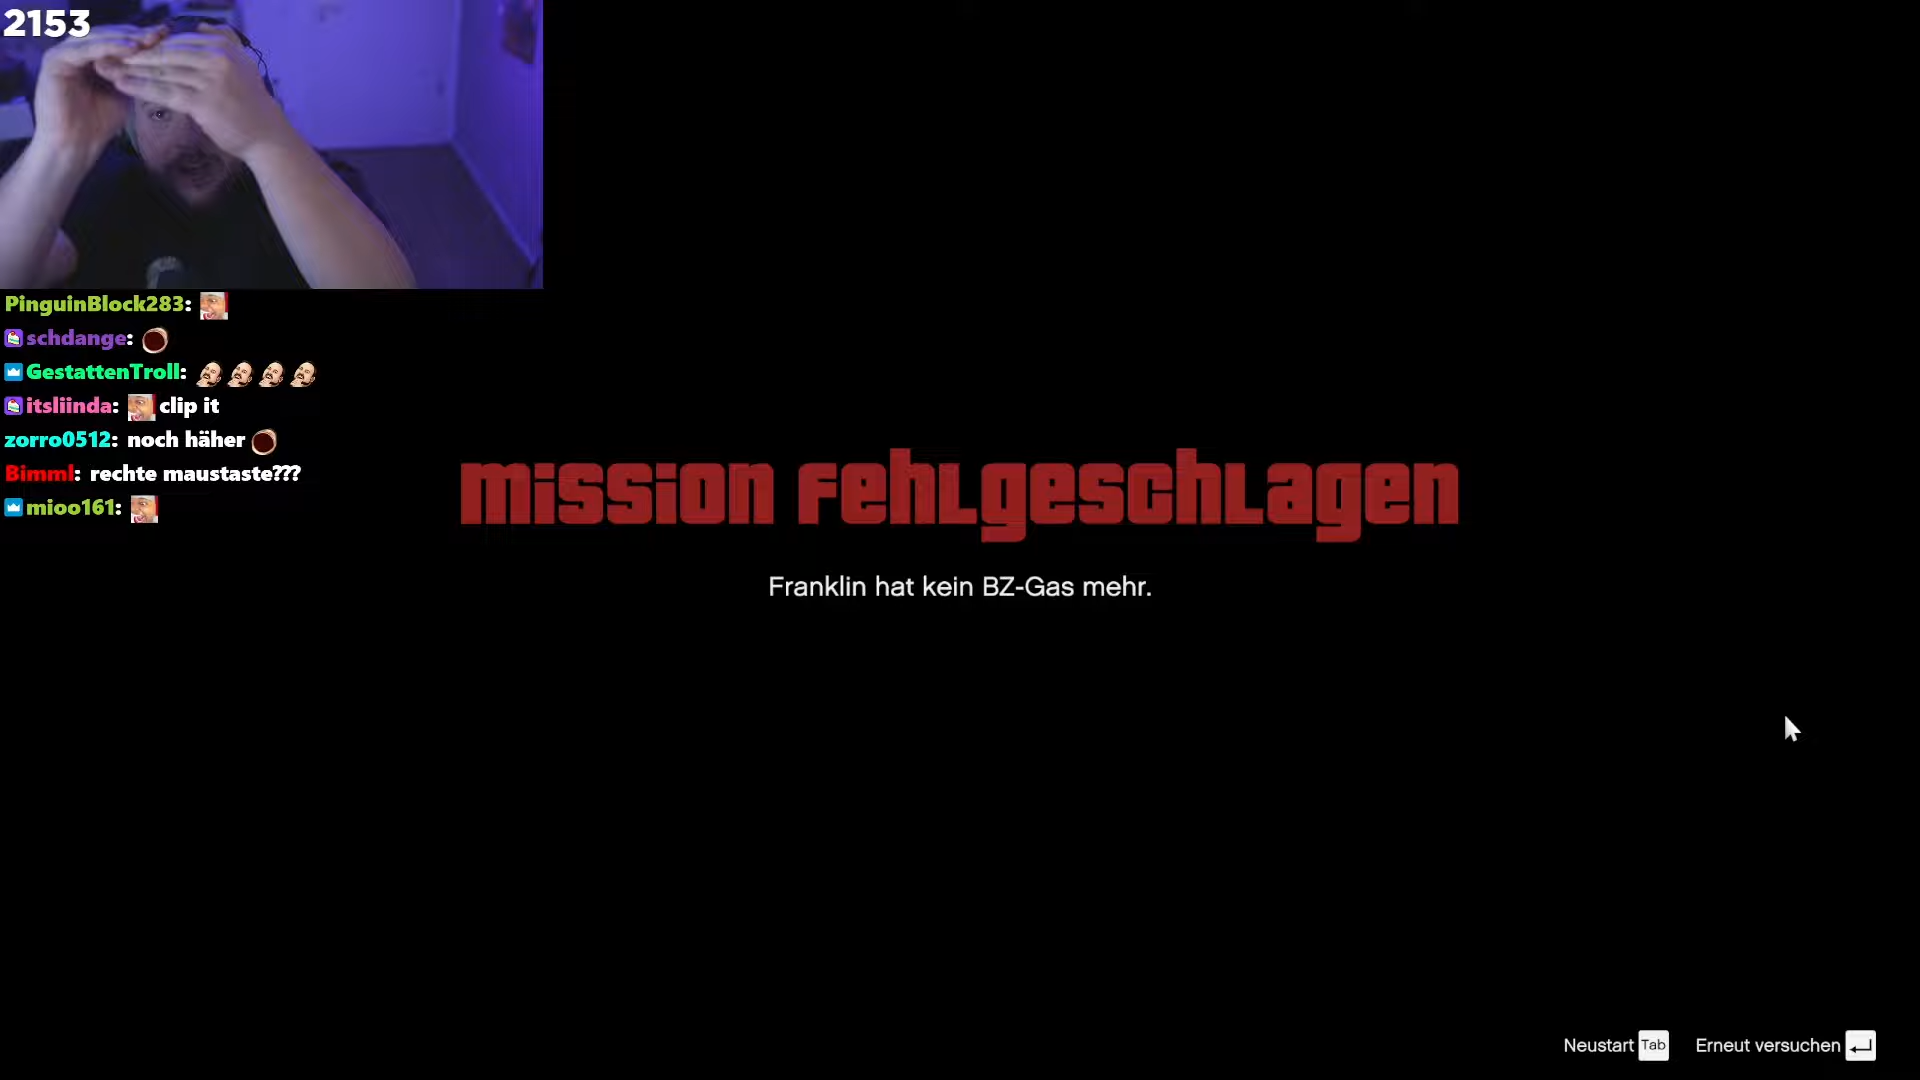 2153
PinguinBlock283:
schdange:
GestattenTroll:
itsliinda: clip it
zorro0512: noch häher
Bimml: rechte maustaste???
mioo161:
mission fehlgeschlagen
Franklin hat kein BZ-Gas mehr.
Neustart Tab Erneut versuchen